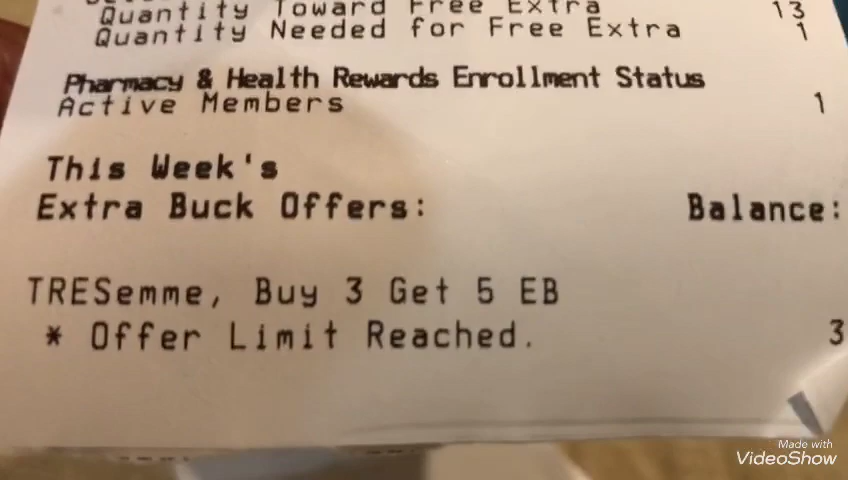 Quantity Toward Free Extra 13
Quantity Needed for Free Extra 1
Pharmacy & Health Rewards Enrollment Status
Active Members 1
This Week's
Extra Buck Offers: Balance:
TRESemme, Buy 3 Get 5 EB
* Offer Limit Reached. 3
Made with
VideoShow